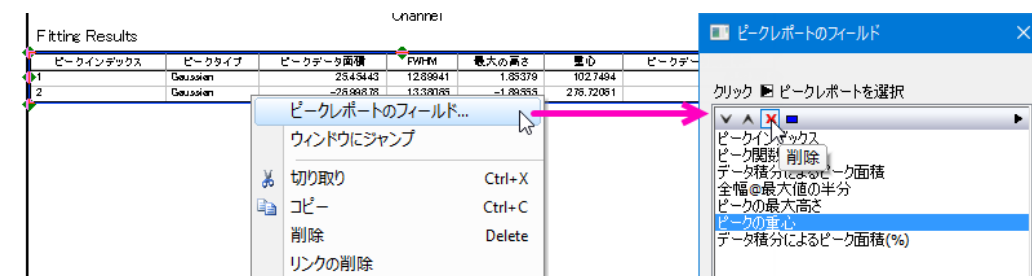 Channel
Fitting Results
ピークインデックス ピークタイプ ピークデータ面積 FWHM 最大の高さ 重心 ピークデー
1 Gaussian 25.45443 12.89941 1.85379 102.7494
2 Gaussian -26.99878 13.38065 -1.89555 276.72061
ピークレポートのフィールド...
ウィンドウにジャンプ
切り取り Ctrl+X
コピー Ctrl+C
削除 Delete
リンクの削除
ピークレポートのフィールド
クリック ピークレポートを選択
削除
ピークインデックス
ピーク関数
データ積分によるピーク面積
全幅@最大値の半分
ピークの最大高さ
ピークの重心
データ積分によるピーク面積(%)